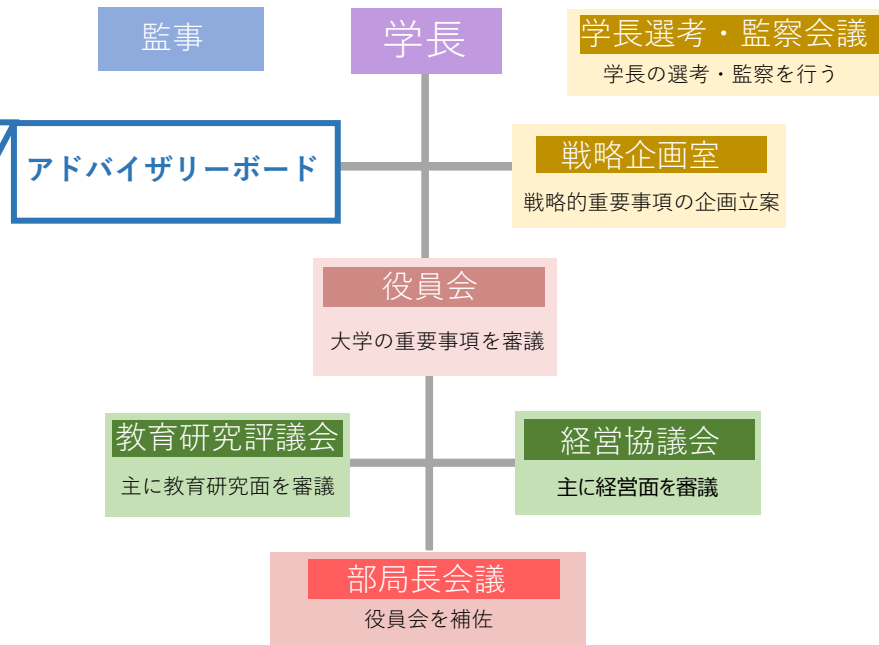 監事
学長
学長選考・監察会議
学長の選考・監察を行う
アドバイザリーボード
戦略企画室
戦略的重要事項の企画立案
役員会
大学の重要事項を審議
教育研究評議会
主に教育研究面を審議
経営協議会
主に経営面を審議
部局長会議
役員会を補佐